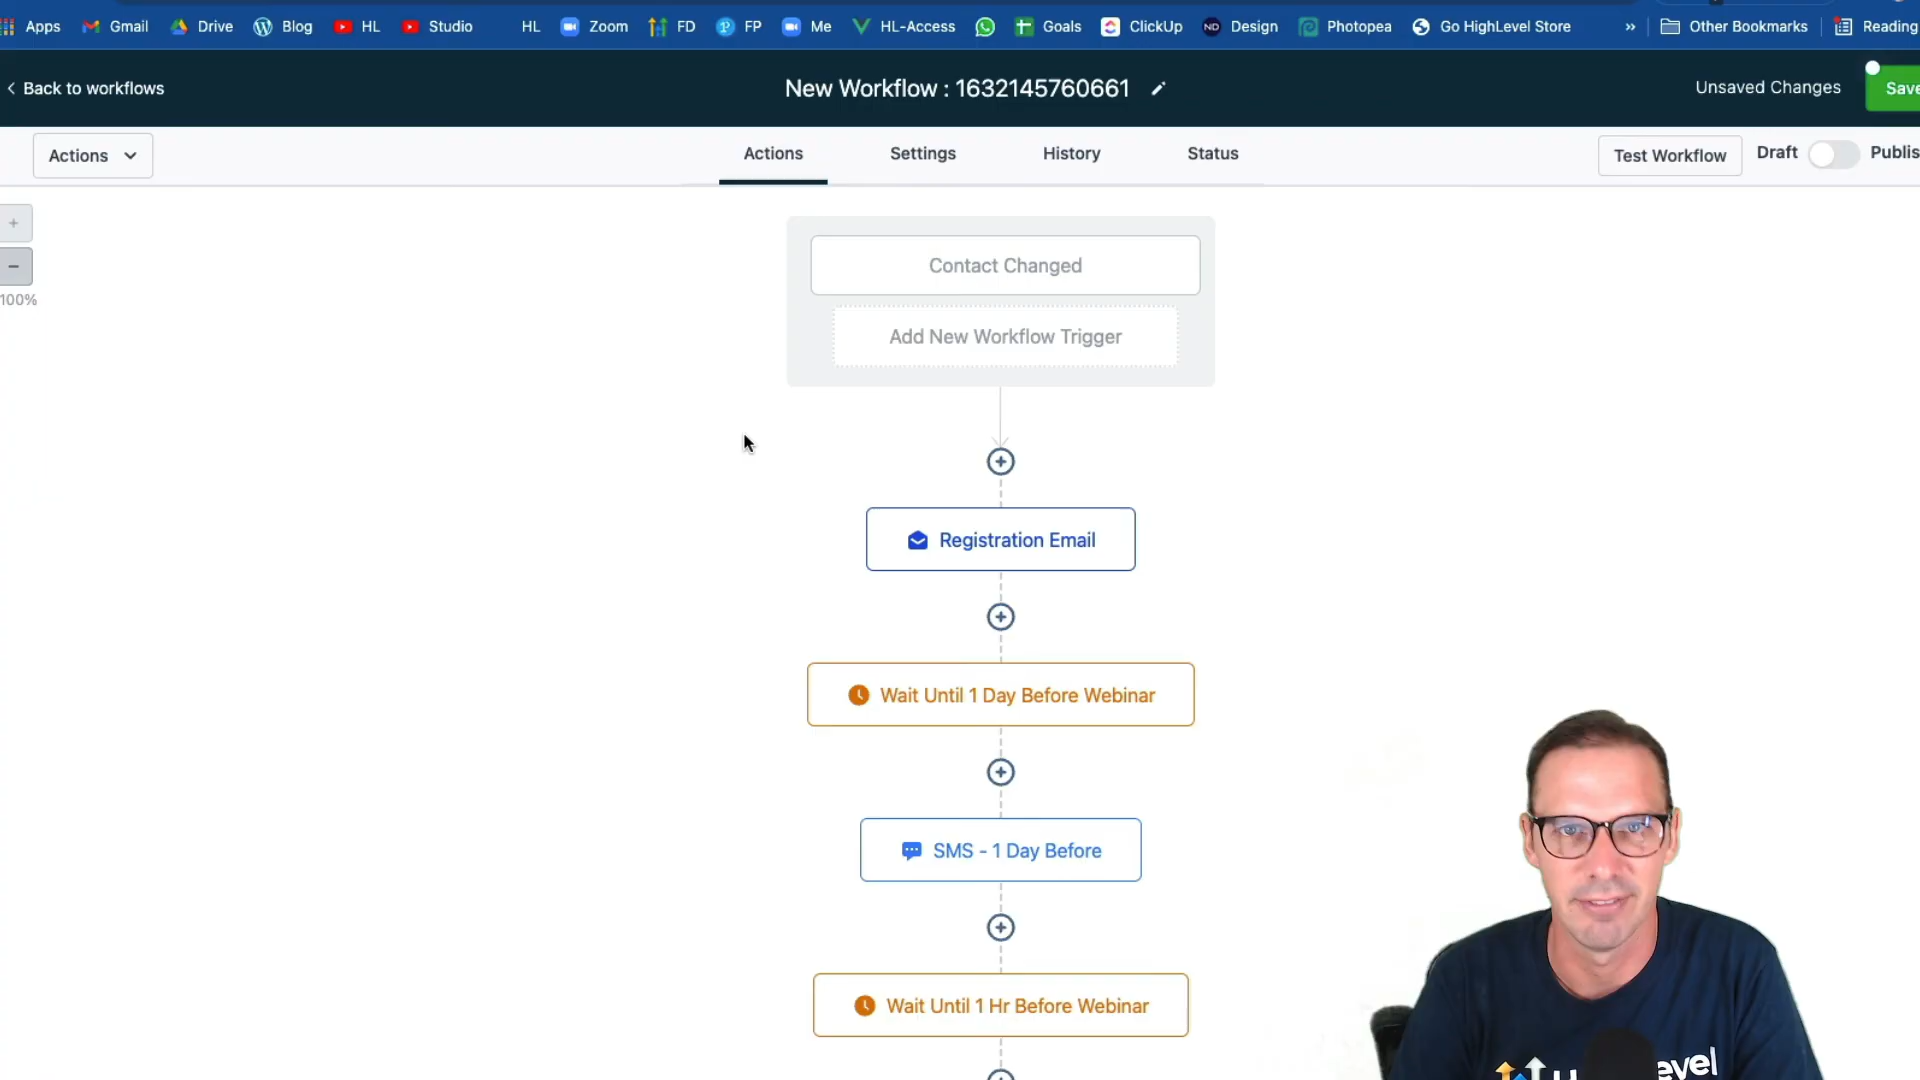 Apps Gmail Drive Blog HL Studio HL Zoom FD FP Me HL-Access Goals ClickUp ND Design Photopea Go HighLevel Store » Other Bookmarks Reading
Back to workflows
New Workflow : 1632145760661
Unsaved Changes
Save
Actions
Actions
Settings
History
Status
Test Workflow
Draft
Publis
+
−
100%
Contact Changed
Add New Workflow Trigger
Registration Email
Wait Until 1 Day Before Webinar
SMS - 1 Day Before
Wait Until 1 Hr Before Webinar